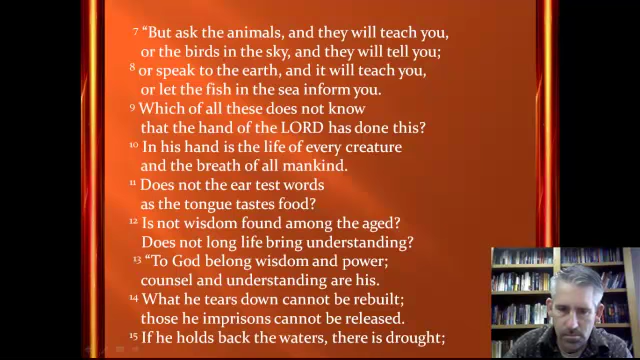 7 “But ask the animals, and they will teach you,
or the birds in the sky, and they will tell you;
8 or speak to the earth, and it will teach you,
or let the fish in the sea inform you.
9 Which of all these does not know
that the hand of the LORD has done this?
10 In his hand is the life of every creature
and the breath of all mankind.
11 Does not the ear test words
as the tongue tastes food?
12 Is not wisdom found among the aged?
Does not long life bring understanding?
13 “To God belong wisdom and power;
counsel and understanding are his.
14 What he tears down cannot be rebuilt;
those he imprisons cannot be released.
15 If he holds back the waters, there is drought;